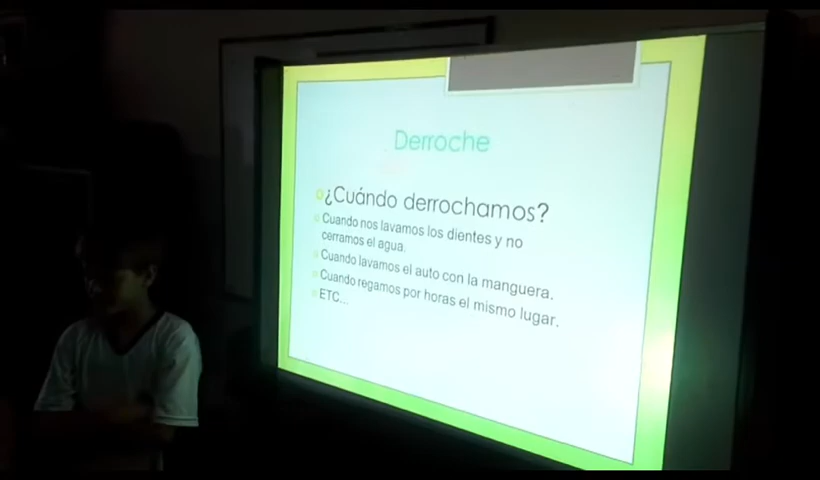 Derroche
¿Cuándo derrochamos?
Cuando nos lavamos los dientes y no
cerramos el agua.
Cuando lavamos el auto con la manguera.
Cuando regamos por horas el mismo lugar.
ETC...